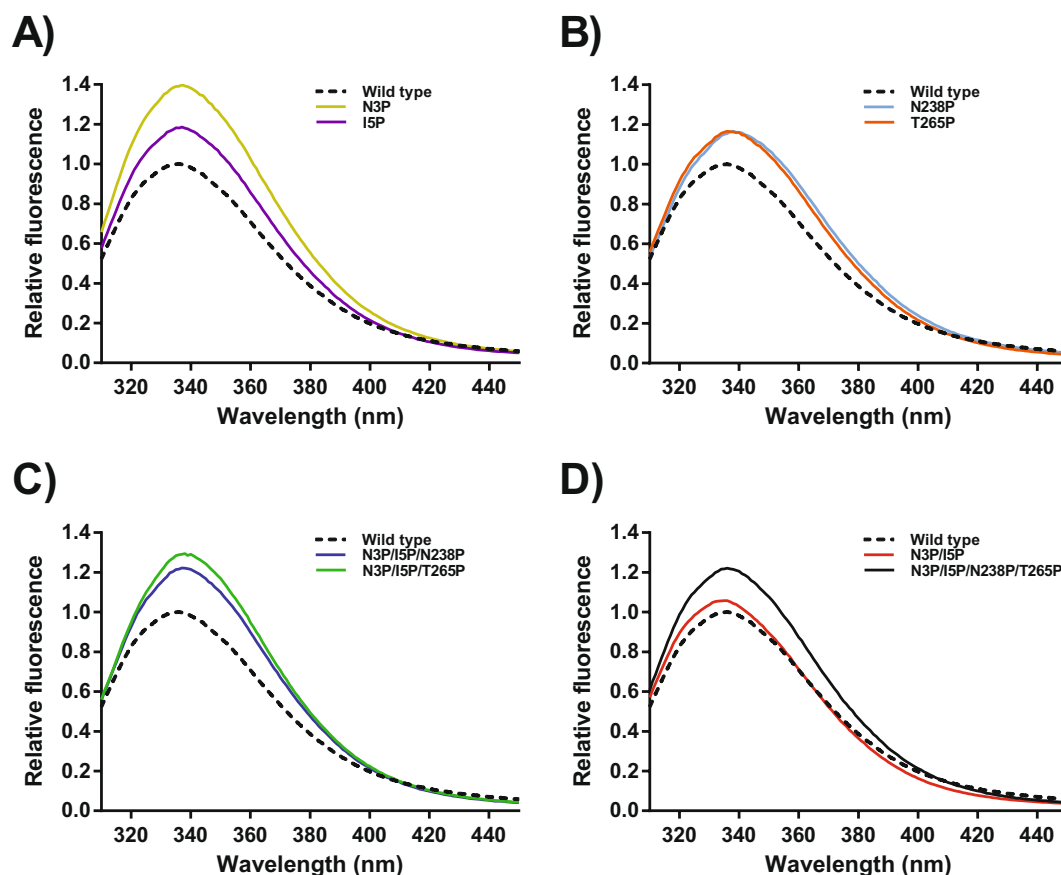 A)
Relative fluorescence
1.4
1.2
1.0
0.8
0.6
0.4
0.2
0.0
Wild type
N3P
I5P
320 340 360 380 400 420 440
Wavelength (nm)
B)
Relative fluorescence
1.4
1.2
1.0
0.8
0.6
0.4
0.2
0.0
Wild type
N238P
T265P
320 340 360 380 400 420 440
Wavelength (nm)
C)
Relative fluorescence
1.4
1.2
1.0
0.8
0.6
0.4
0.2
0.0
Wild type
N3P/I5P/N238P
N3P/I5P/T265P
320 340 360 380 400 420 440
Wavelength (nm)
D)
Relative fluorescence
1.4
1.2
1.0
0.8
0.6
0.4
0.2
0.0
Wild type
N3P/I5P
N3P/I5P/N238P/T265P
320 340 360 380 400 420 440
Wavelength (nm)